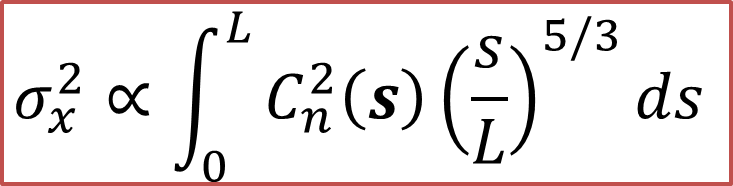 σ_x^2 ∝ ∫_0^L C_n^2(𝒔) (s/L)^{5/3} ds